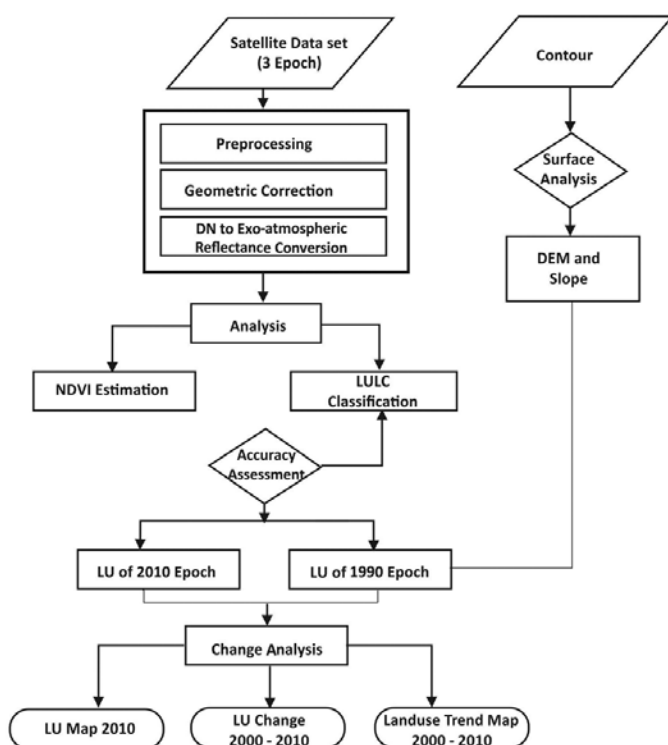 Satellite Data set
(3 Epoch)
Contour
Preprocessing
Geometric Correction
DN to Exo-atmospheric
Reflectance Conversion
Surface
Analysis
DEM and
Slope
Analysis
NDVI Estimation
LULC
Classification
Accuracy
Assessment
LU of 2010 Epoch
LU of 1990 Epoch
Change Analysis
LU Map 2010
LU Change
2000 - 2010
Landuse Trend Map
2000 - 2010